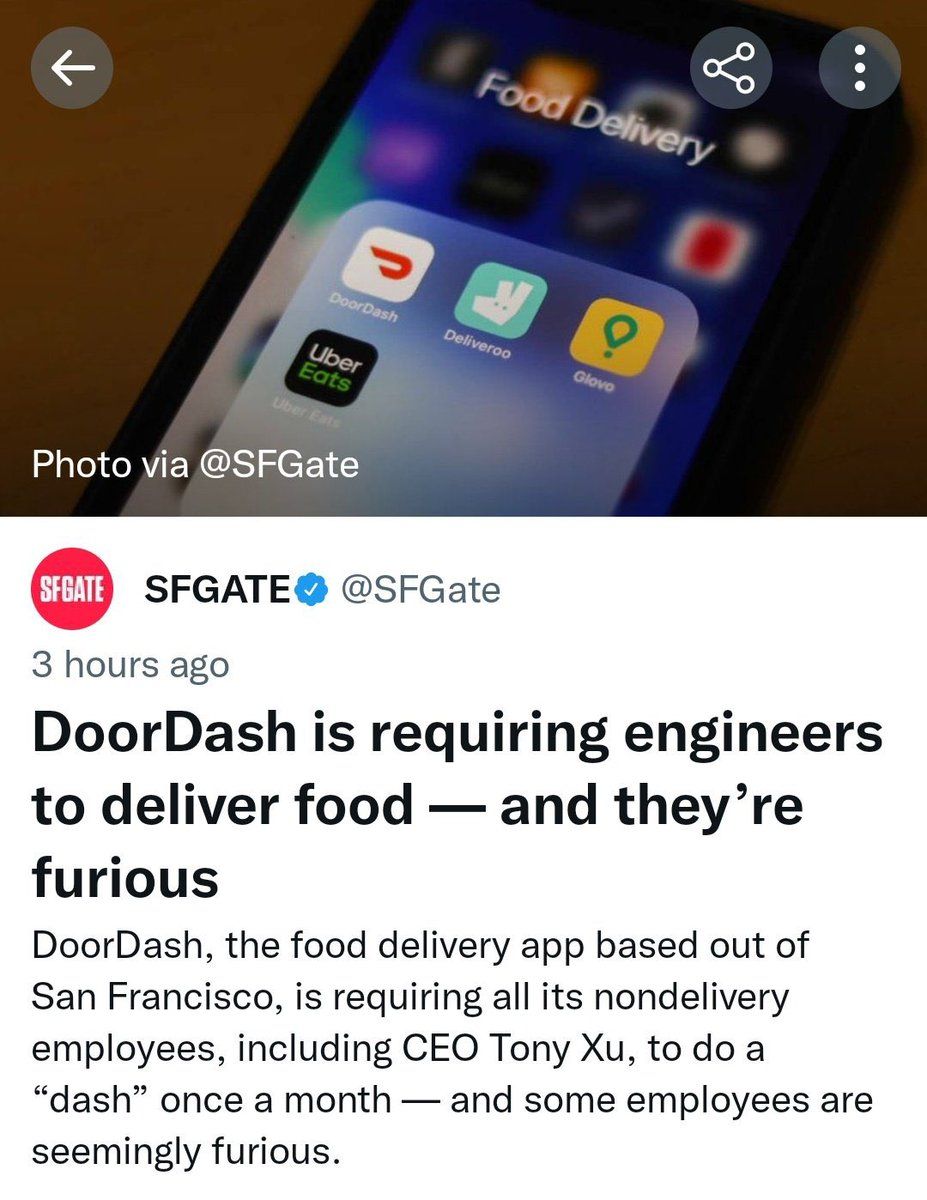 Food Delivery
DoorDash
Deliveroo
Glovo
Uber
Eats
Uber Eats
Photo via @SFGate
SFGATE
SFGATE @SFGate
3 hours ago
DoorDash is requiring engineers
to deliver food — and they’re
furious
DoorDash, the food delivery app based out of
San Francisco, is requiring all its nondelivery
employees, including CEO Tony Xu, to do a
“dash” once a month — and some employees are
seemingly furious.